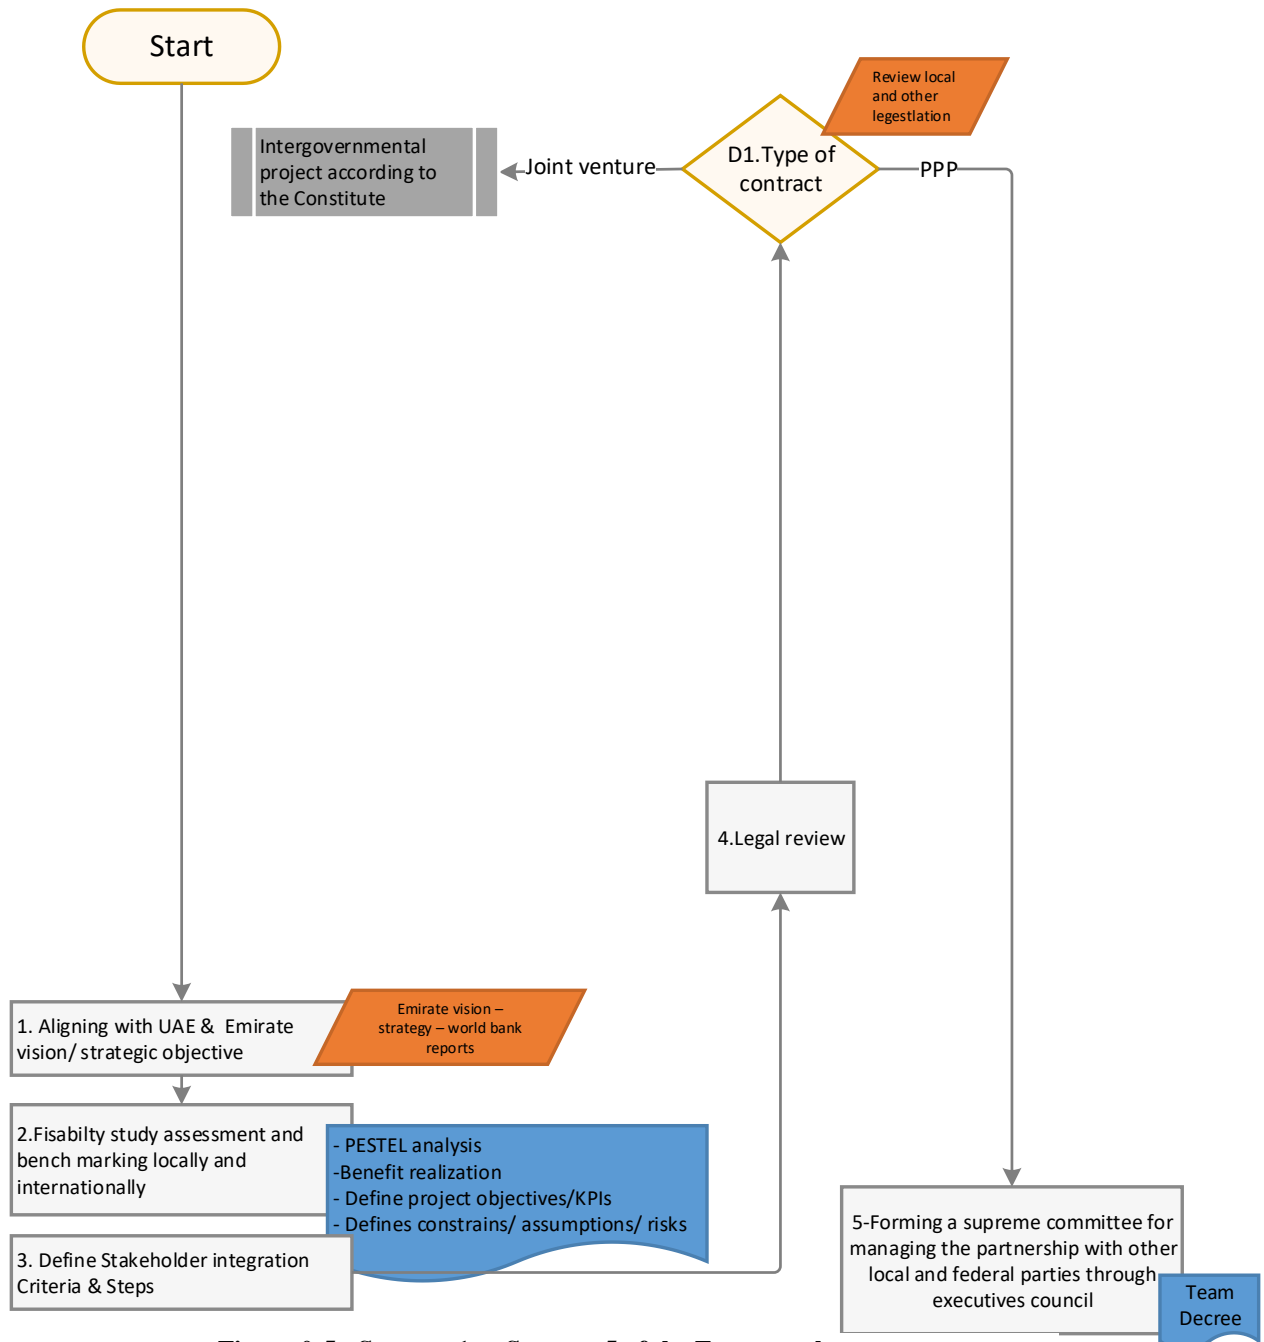 Start
Review local
and other
legestlation
D1.Type of
contract
Joint venture
PPP
Intergovernmental
project according to
the Constitute
4.Legal review
1. Aligning with UAE & Emirate
vision/ strategic objective
Emirate vision –
strategy – world bank
reports
2.Fisabilty study assessment and
bench marking locally and
internationally
- PESTEL analysis
-Benefit realization
- Define project objectives/KPIs
- Defines constrains/ assumptions/ risks
3. Define Stakeholder integration
Criteria & Steps
5-Forming a supreme committee for
managing the partnership with other
local and federal parties through
executives council
Team
Decree